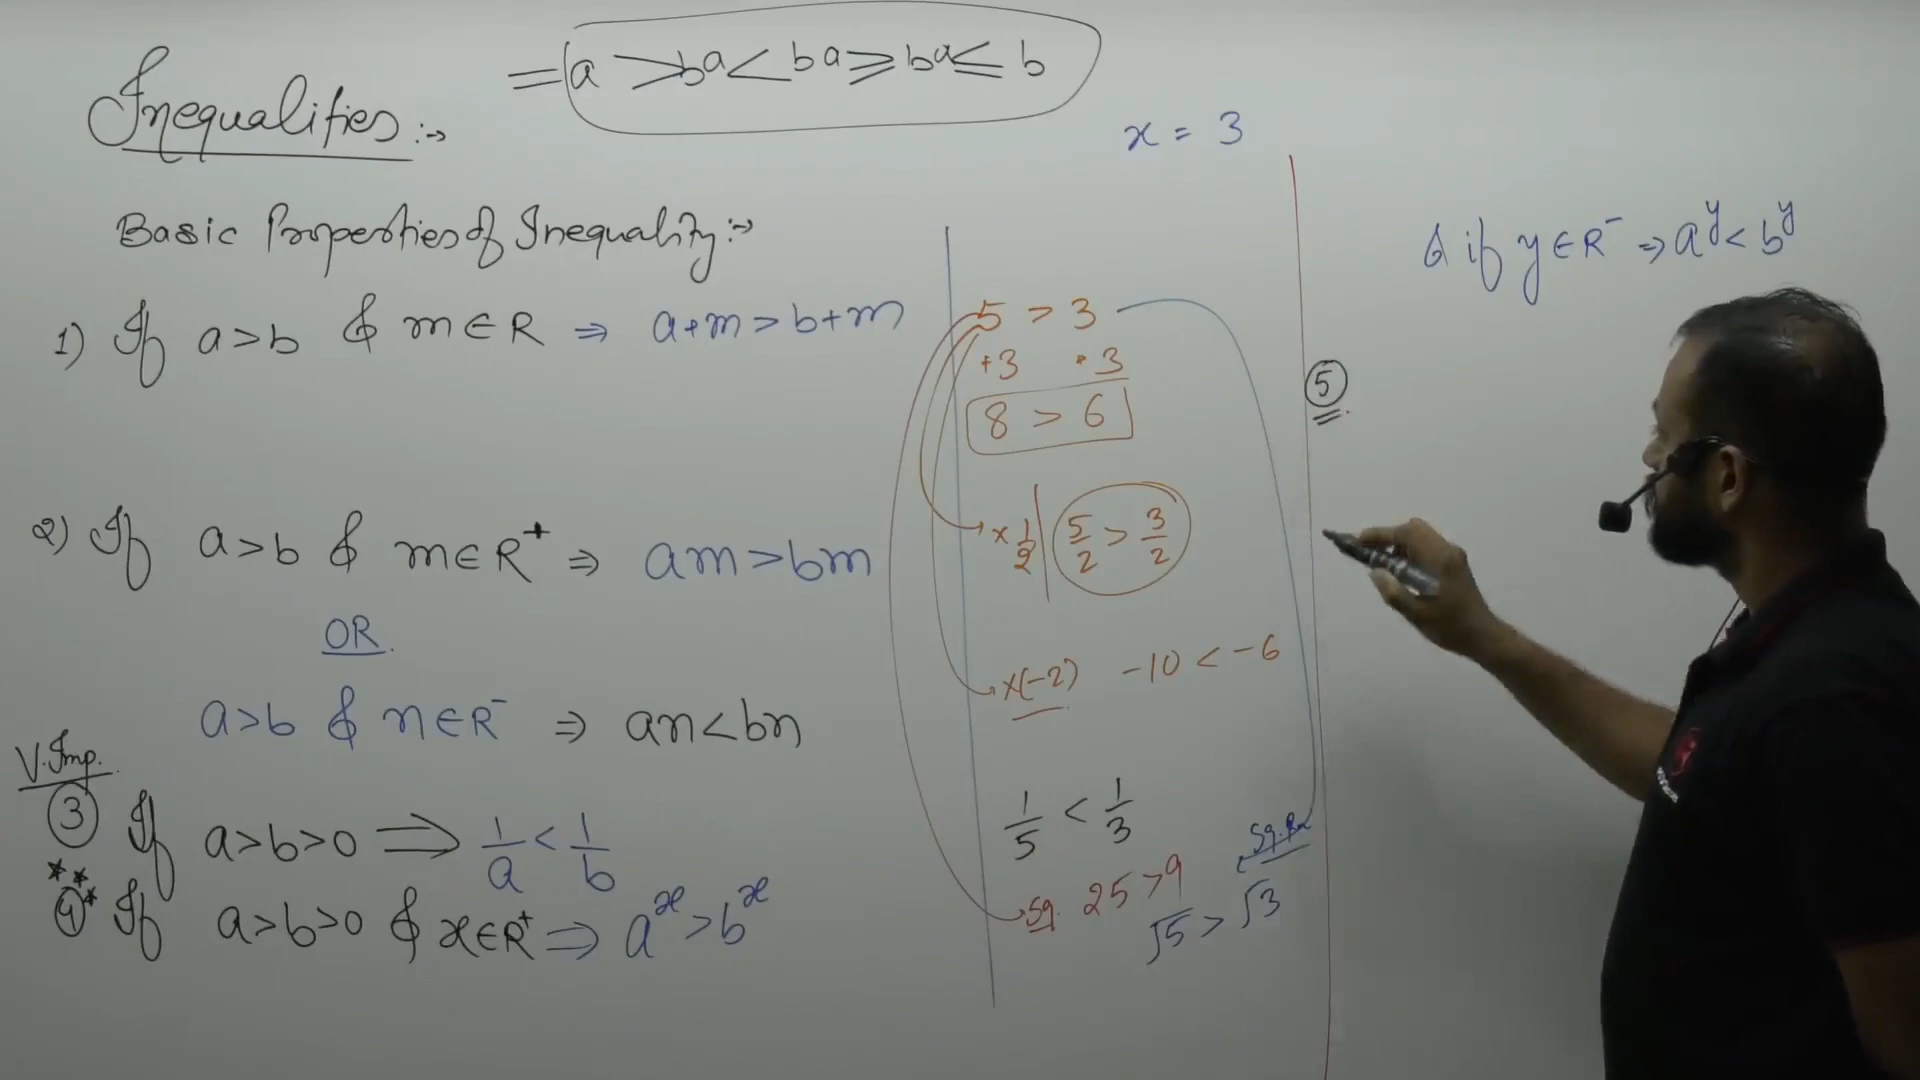 Inequalities :→
= a > b a < b a ≥ b a ≤ b
x = 3
Basic Properties of Inequality :→
1) If a > b & m ∈ R ⇒ a+m > b+m
2) If a > b & m ∈ R⁺ ⇒ am > bm
OR
a > b & n ∈ R⁻ ⇒ an < bn
V. Imp.
③ If a > b > 0 ⟹ 1/a < 1/b
***
④ If a > b > 0 & x ∈ R⁺ ⇒ aˣ > bˣ
5 > 3
+3 +3
8 > 6
× 1/2 | 5/2 > 3/2
×(-2) -10 < -6
1/5 < 1/3
Sq. 25 > 9
√5 > √3
& if y ∈ R⁻ ⇒ aʸ < bʸ
⑤